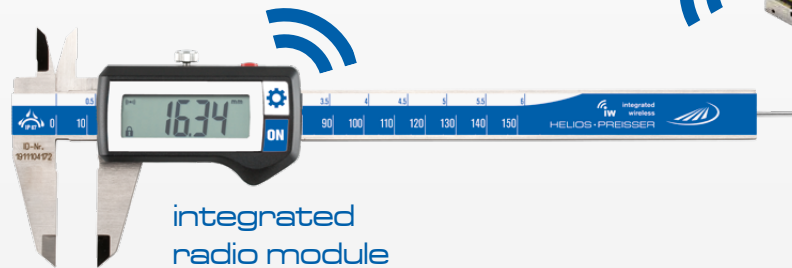 0.5
3.5 4 4.5 5 5.5 6
IP 67
0 10
16.34 mm
ON
90 100 110 120 130 140 150
iw integrated
wireless
HELIOS-PREISSER
ID-Nr.
1911104172
integrated
radio module